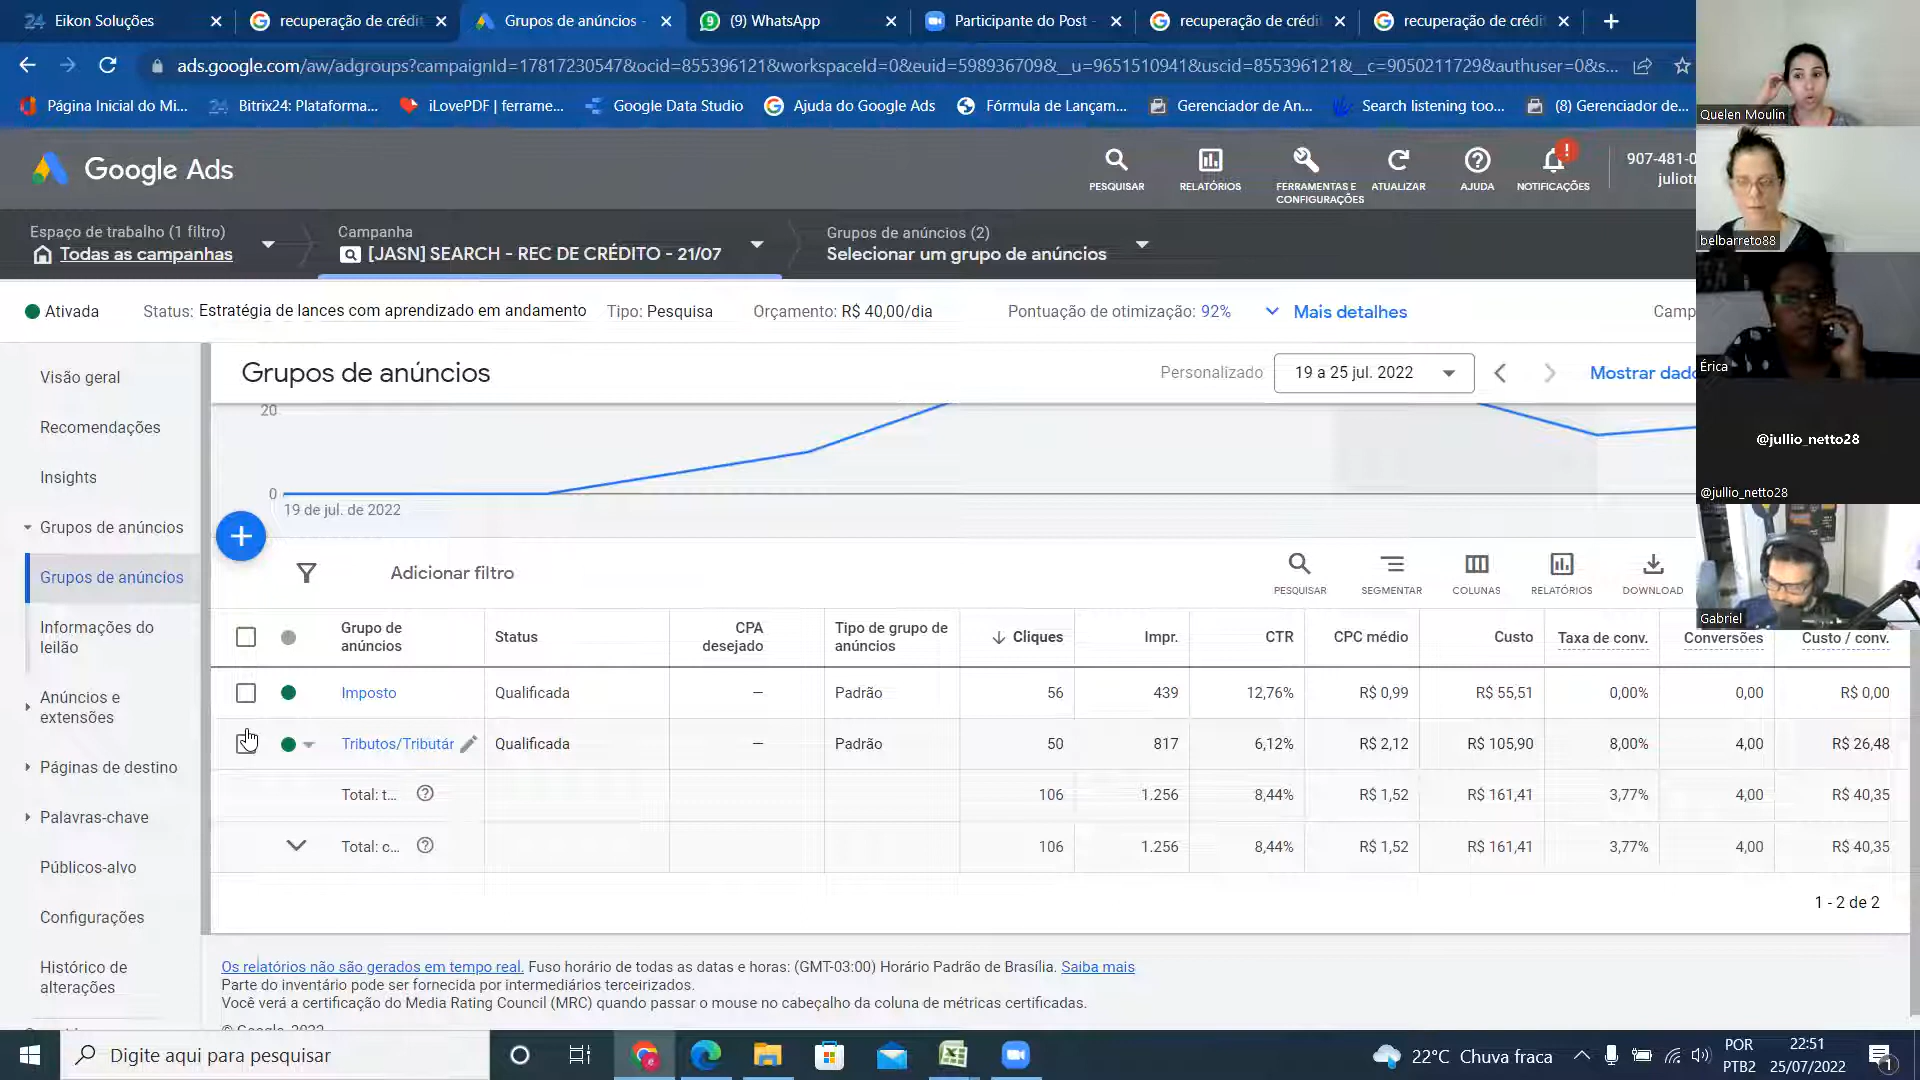 Eikon Soluções
recuperação de crédi
Grupos de anúncios -
(9) WhatsApp
Participante do Post -
recuperação de crédi
recuperação de crédi
ads.google.com/aw/adgroups?campaignId=17817230547&ocid=855396121&workspaceId=0&euid=598936709&__u=9651510941&uscid=855396121&__c=9050211729&authuser=0&s...
Página Inicial do Mi...
Bitrix24: Plataforma...
iLovePDF | ferrame...
Google Data Studio
Ajuda do Google Ads
Fórmula de Lançam...
Gerenciador de An...
Search listening too...
(8) Gerenciador de...
Quelen Moulin
Google Ads
PESQUISAR
RELATÓRIOS
FERRAMENTAS E
CONFIGURAÇÕES
ATUALIZAR
AJUDA
NOTIFICAÇÕES
907-481-0
juliotr
Espaço de trabalho (1 filtro)
Todas as campanhas
Campanha
[JASN] SEARCH - REC DE CRÉDITO - 21/07
Grupos de anúncios (2)
Selecionar um grupo de anúncios
belbarreto88
Ativada
Status: Estratégia de lances com aprendizado em andamento
Tipo: Pesquisa
Orçamento: R$ 40,00/dia
Pontuação de otimização: 92%
Mais detalhes
Camp
Érica
Visão geral
Recomendações
Insights
Grupos de anúncios
Grupos de anúncios
Informações do
leilão
Anúncios e
extensões
Páginas de destino
Palavras-chave
Públicos-alvo
Configurações
Histórico de
alterações
Grupos de anúncios
Personalizado
19 a 25 jul. 2022
Mostrar dado
@jullio_netto28
@jullio_netto28
20
0
19 de jul. de 2022
Adicionar filtro
PESQUISAR
SEGMENTAR
COLUNAS
RELATÓRIOS
DOWNLOAD
Gabriel
Grupo de
anúncios
Status
CPA
desejado
Tipo de grupo de
anúncios
Cliques
Impr.
CTR
CPC médio
Custo
Taxa de conv.
Conversões
Custo / conv.
Imposto Qualificada — Padrão 56 439 12,76% R$ 0,99 R$ 55,51 0,00% 0,00 R$ 0,00
Tributos/Tributár Qualificada — Padrão 50 817 6,12% R$ 2,12 R$ 105,90 8,00% 4,00 R$ 26,48
Total: t... 106 1.256 8,44% R$ 1,52 R$ 161,41 3,77% 4,00 R$ 40,35
Total: c... 106 1.256 8,44% R$ 1,52 R$ 161,41 3,77% 4,00 R$ 40,35
1 - 2 de 2
Os relatórios não são gerados em tempo real. Fuso horário de todas as datas e horas: (GMT-03:00) Horário Padrão de Brasília. Saiba mais
Parte do inventário pode ser fornecida por intermediários terceirizados.
Você verá a certificação do Media Rating Council (MRC) quando passar o mouse no cabeçalho da coluna de métricas certificadas.
© Google, 2022
Digite aqui para pesquisar
22°C Chuva fraca
POR
PTB2
22:51
25/07/2022
1